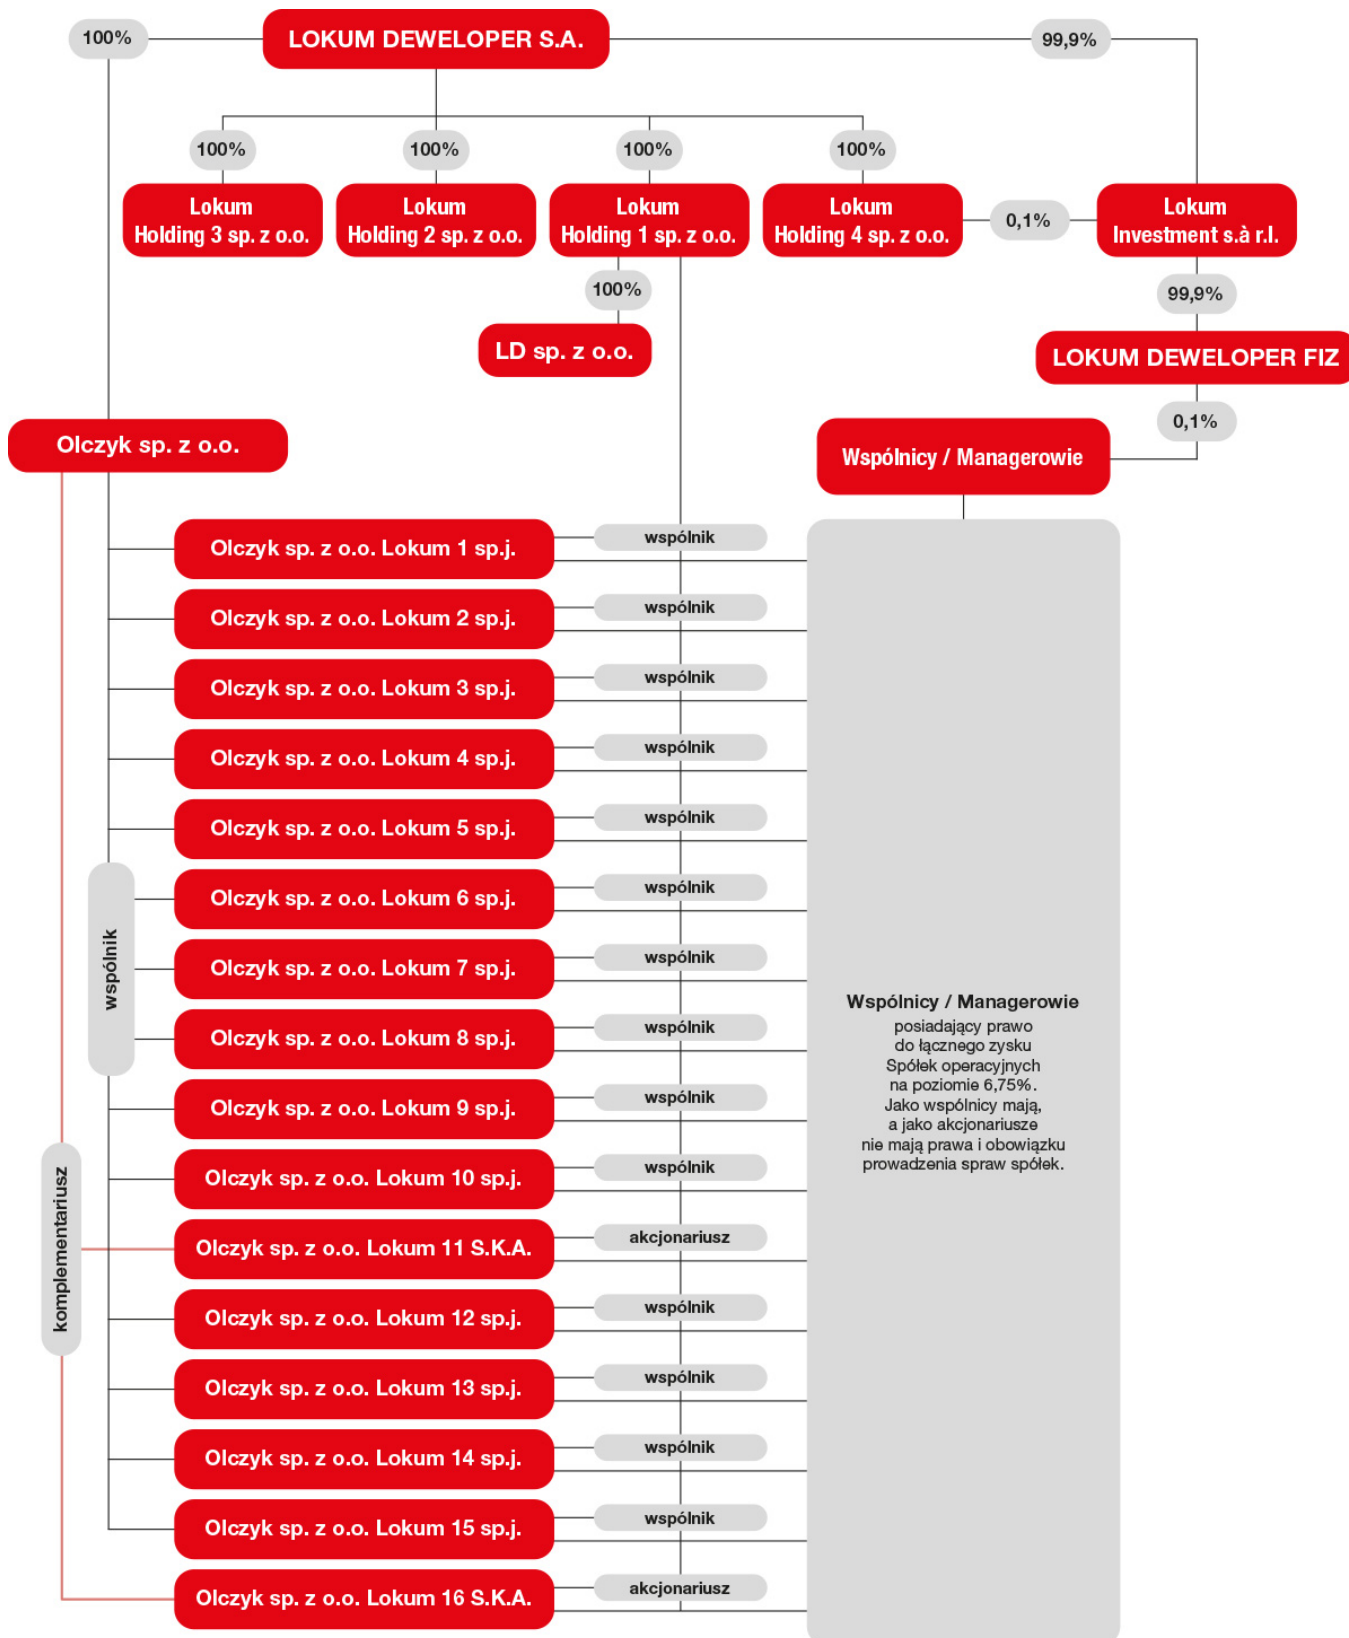 100%
LOKUM DEWELOPER S.A.
99,9%
100%
100%
100%
100%
Lokum
Holding 3 sp. z o.o.
Lokum
Holding 2 sp. z o.o.
Lokum
Holding 1 sp. z o.o.
Lokum
Holding 4 sp. z o.o.
0,1%
Lokum
Investment s.à r.l.
100%
99,9%
LD sp. z o.o.
LOKUM DEWELOPER FIZ
0,1%
Olczyk sp. z o.o.
Wspólnicy / Managerowie
Olczyk sp. z o.o. Lokum 1 sp.j.
wspólnik
Olczyk sp. z o.o. Lokum 2 sp.j.
wspólnik
Olczyk sp. z o.o. Lokum 3 sp.j.
wspólnik
Olczyk sp. z o.o. Lokum 4 sp.j.
wspólnik
Olczyk sp. z o.o. Lokum 5 sp.j.
wspólnik
Olczyk sp. z o.o. Lokum 6 sp.j.
wspólnik
Olczyk sp. z o.o. Lokum 7 sp.j.
wspólnik
Olczyk sp. z o.o. Lokum 8 sp.j.
wspólnik
Olczyk sp. z o.o. Lokum 9 sp.j.
wspólnik
Olczyk sp. z o.o. Lokum 10 sp.j.
wspólnik
Olczyk sp. z o.o. Lokum 11 S.K.A.
akcjonariusz
Olczyk sp. z o.o. Lokum 12 sp.j.
wspólnik
Olczyk sp. z o.o. Lokum 13 sp.j.
wspólnik
Olczyk sp. z o.o. Lokum 14 sp.j.
wspólnik
Olczyk sp. z o.o. Lokum 15 sp.j.
wspólnik
Olczyk sp. z o.o. Lokum 16 S.K.A.
akcjonariusz
wspólnik
komplementariusz
Wspólnicy / Managerowie
posiadający prawo
do łącznego zysku
Spółek operacyjnych
na poziomie 6,75%.
Jako wspólnicy mają,
a jako akcjonariusze
nie mają prawa i obowiązku
prowadzenia spraw spółek.